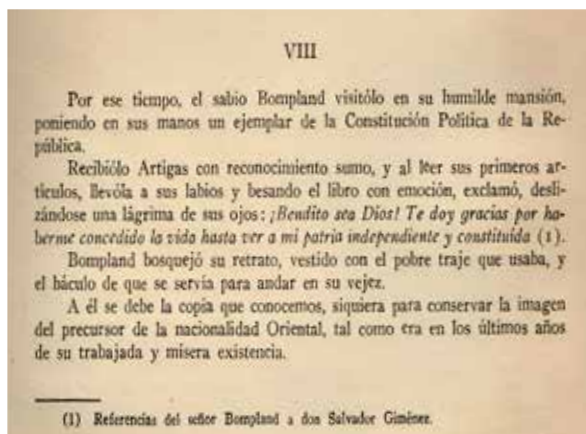 VIII
Por ese tiempo, el sabio Bompland visitólo en su humilde mansión,
poniendo en sus manos un ejemplar de la Constitución Política de la Re-
pública.
Recibiólo Artigas con reconocimiento sumo, y al leer sus primeros ar-
tículos, llevóla a sus labios y besando el libro con emoción, exclamó, desli-
zándose una lágrima de sus ojos: ¡Bendito sea Dios! Te doy gracias por ha-
berme concedido la vida hasta ver a mi patria independiente y constituída (1).
Bompland bosquejó su retrato, vestido con el pobre traje que usaba, y
el báculo de que se servía para andar en su vejez.
A él se debe la copia que conocemos, siquiera para conservar la imagen
del precursor de la nacionalidad Oriental, tal como era en los últimos años
de su trabajada y mísera existencia.
(1) Referencias del señor Bompland a don Salvador Giménez.